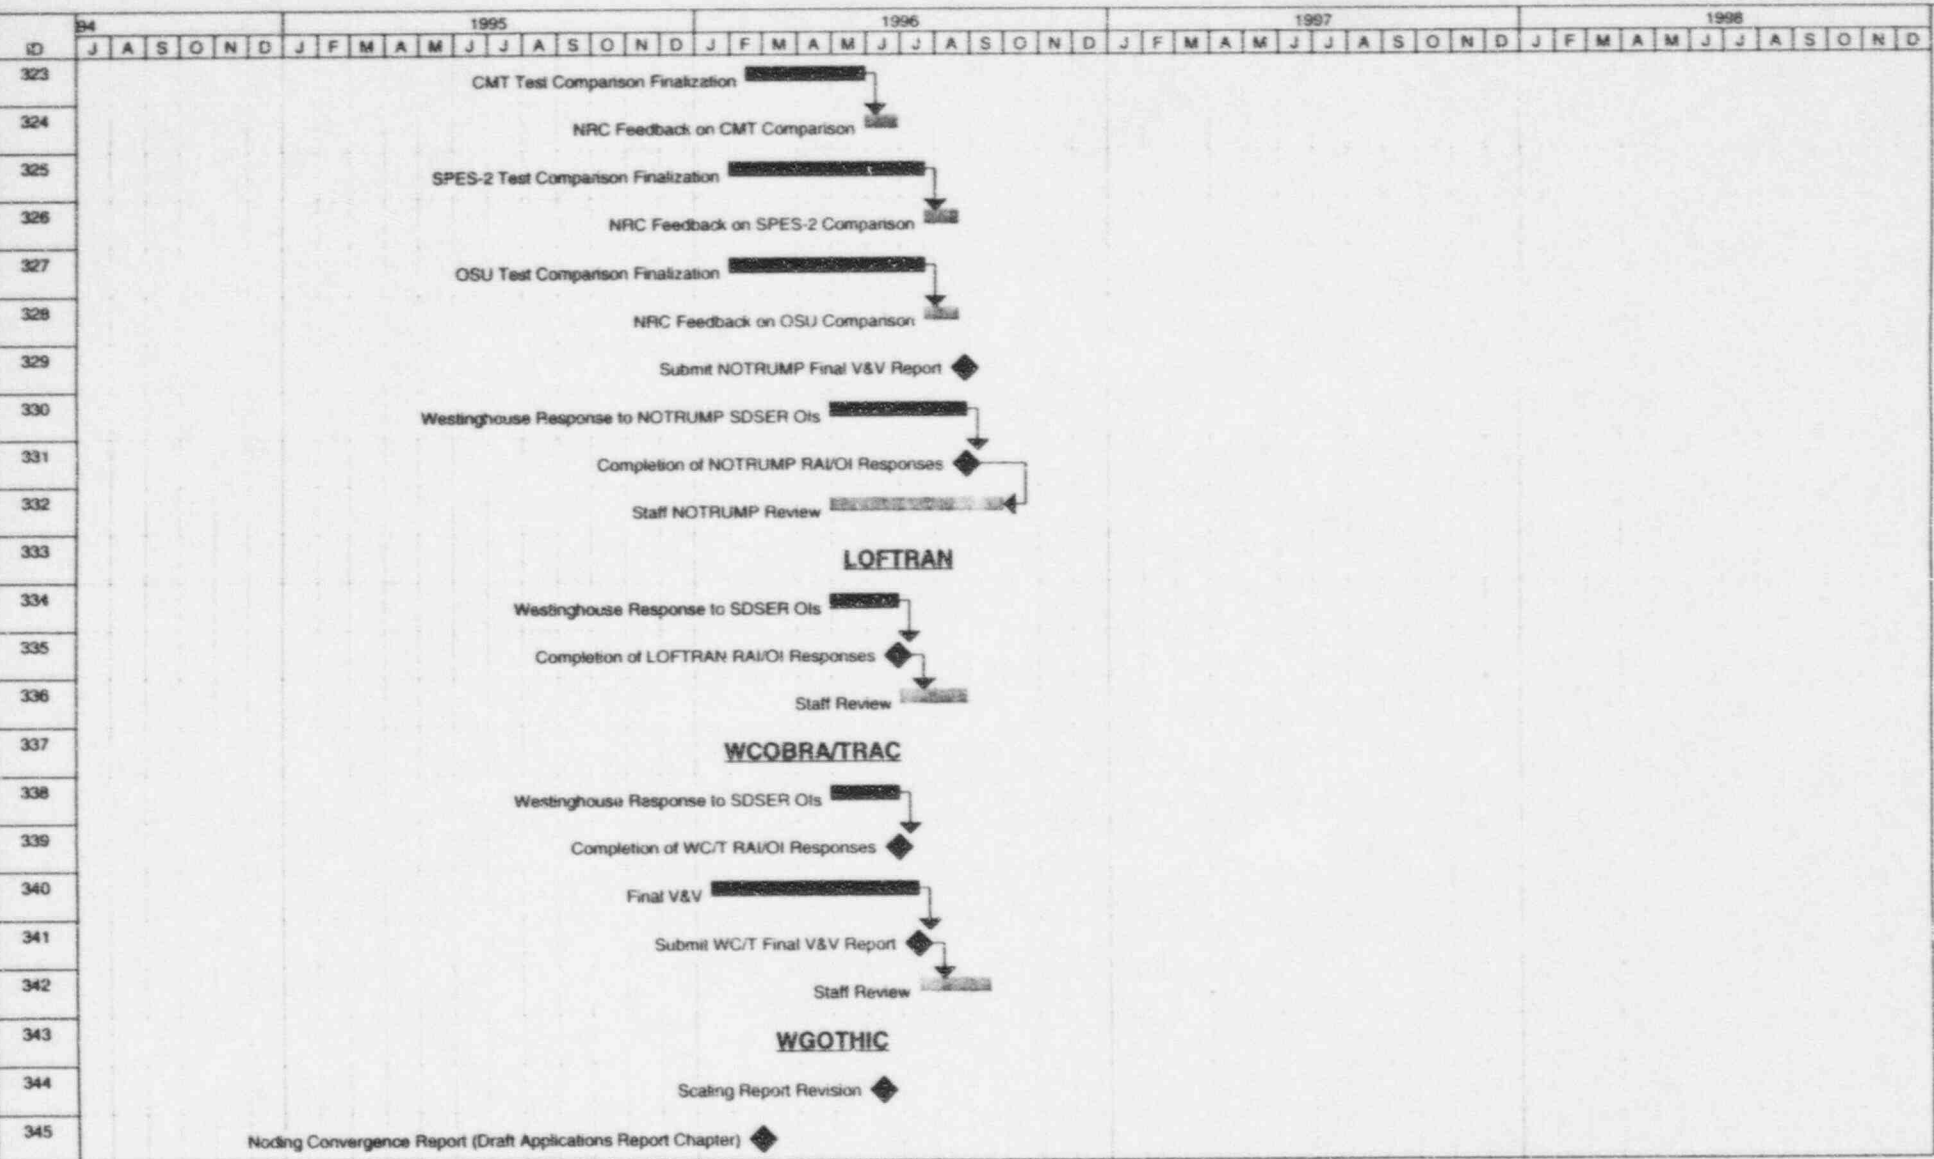 94 1995 1996 1997 1998
ID J A S O N D J F M A M J J A S O N D J F M A M J J A S O N D J F M A M J J A S O N D J F M A M J J A S O N D
323 CMT Test Comparison Finalization
324 NRC Feedback on CMT Comparison
325 SPES-2 Test Comparison Finalization
326 NRC Feedback on SPES-2 Comparison
327 OSU Test Comparison Finalization
328 NRC Feedback on OSU Comparison
329 Submit NOTRUMP Final V&V Report
330 Westinghouse Response to NOTRUMP SDSER OIs
331 Completion of NOTRUMP RAI/OI Responses
332 Staff NOTRUMP Review
333 LOFTRAN
334 Westinghouse Response to SDSER OIs
335 Completion of LOFTRAN RAI/OI Responses
336 Staff Review
337 WCOBRA/TRAC
338 Westinghouse Response to SDSER OIs
339 Completion of WC/T RAI/OI Responses
340 Final V&V
341 Submit WC/T Final V&V Report
342 Staff Review
343 WGOTHIC
344 Scaling Report Revision
345 Noding Convergence Report (Draft Applications Report Chapter)